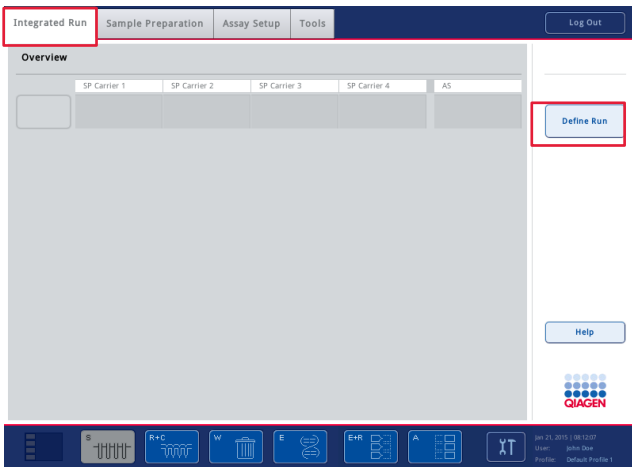 Integrated Run Sample Preparation Assay Setup Tools Log Out
Overview
SP Carrier 1 SP Carrier 2 SP Carrier 3 SP Carrier 4 AS
Define Run
Help
QIAGEN
S R+C W E E+R A
Jan 21, 2015 | 08:12:07
User: John Doe
Profile: Default Profile 1